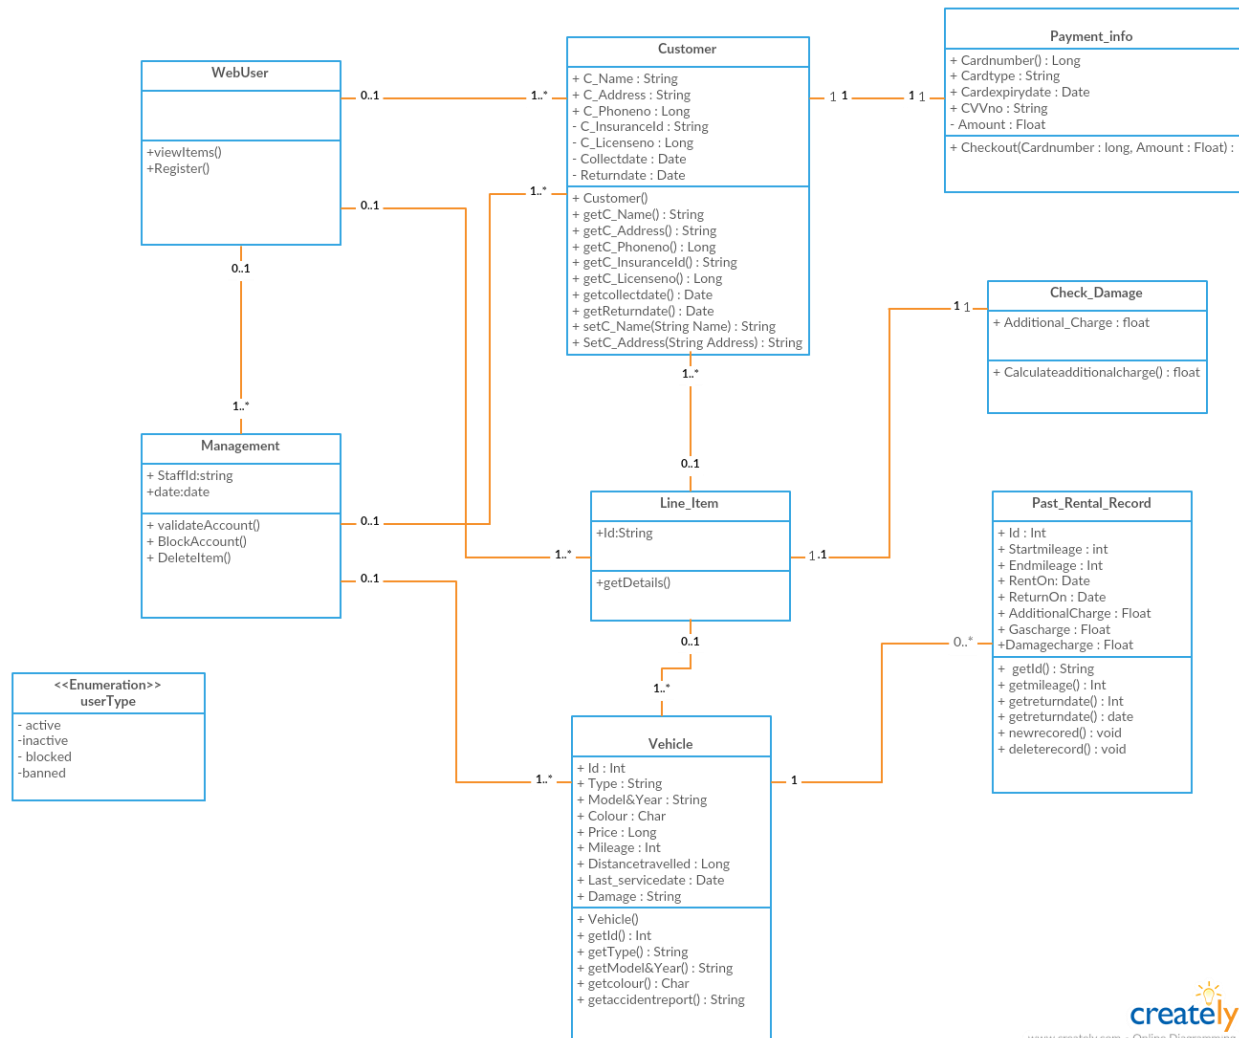 WebUser
+viewItems()
+Register()
0..1
1..*
0..1
0..1
1..*
Customer
+ C_Name : String
+ C_Address : String
+ C_Phoneno : Long
- C_InsuranceId : String
- C_Licenseno : Long
- Collectdate : Date
- Returndate : Date
+ Customer()
+ getC_Name() : String
+ getC_Address() : String
+ getC_Phoneno() : Long
+ getC_InsuranceId() : String
+ getC_Licenseno() : Long
+ getcollectdate() : Date
+ getReturndate() : Date
+ setC_Name(String Name) : String
+ SetC_Address(String Address) : String
1..*
1 1
1 1
Payment_info
+ Cardnumber() : Long
+ Cardtype : String
+ Cardexpirydate : Date
+ CVVno : String
- Amount : Float
+ Checkout(Cardnumber : long, Amount : Float) :
1..*
0..1
1 1
Check_Damage
+ Additional_Charge : float
+ Calculateadditionalcharge() : float
Management
+ StaffId:string
+date:date
+ validateAccount()
+ BlockAccount()
+ DeleteItem()
0..1
0..1
1..*
Line_Item
+Id:String
+getDetails()
1.1
0..1
1..*
Past_Rental_Record
+ Id : Int
+ Startmileage : int
+ Endmileage : Int
+ RentOn: Date
+ ReturnOn : Date
+ AdditionalCharge : Float
+ Gascharge : Float
+Damagecharge : Float
+ getId() : String
+ getmileage() : Int
+ getreturndate() : Int
+ getreturndate() : date
+ newrecored() : void
+ deleterecord() : void
0..*
<<Enumeration>>
userType
- active
-inactive
- blocked
-banned
1..*
Vehicle
+ Id : Int
+ Type : String
+ Model&Year : String
+ Colour : Char
+ Price : Long
+ Mileage : Int
+ Distancetravelled : Long
+ Last_servicedate : Date
+ Damage : String
+ Vehicle()
+ getId() : Int
+ getType() : String
+ getModel&Year() : String
+ getcolour() : Char
+ getaccidentreport() : String
1
creately
www.creately.com • Online Diagramming